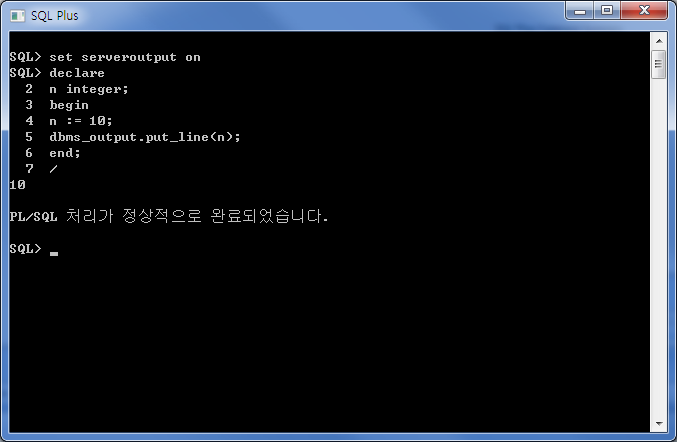 SQL Plus
SQL> set serveroutput on
SQL> declare
  2  n integer;
  3  begin
  4  n := 10;
  5  dbms_output.put_line(n);
  6  end;
  7  /
10
PL/SQL 처리가 정상적으로 완료되었습니다.
SQL>